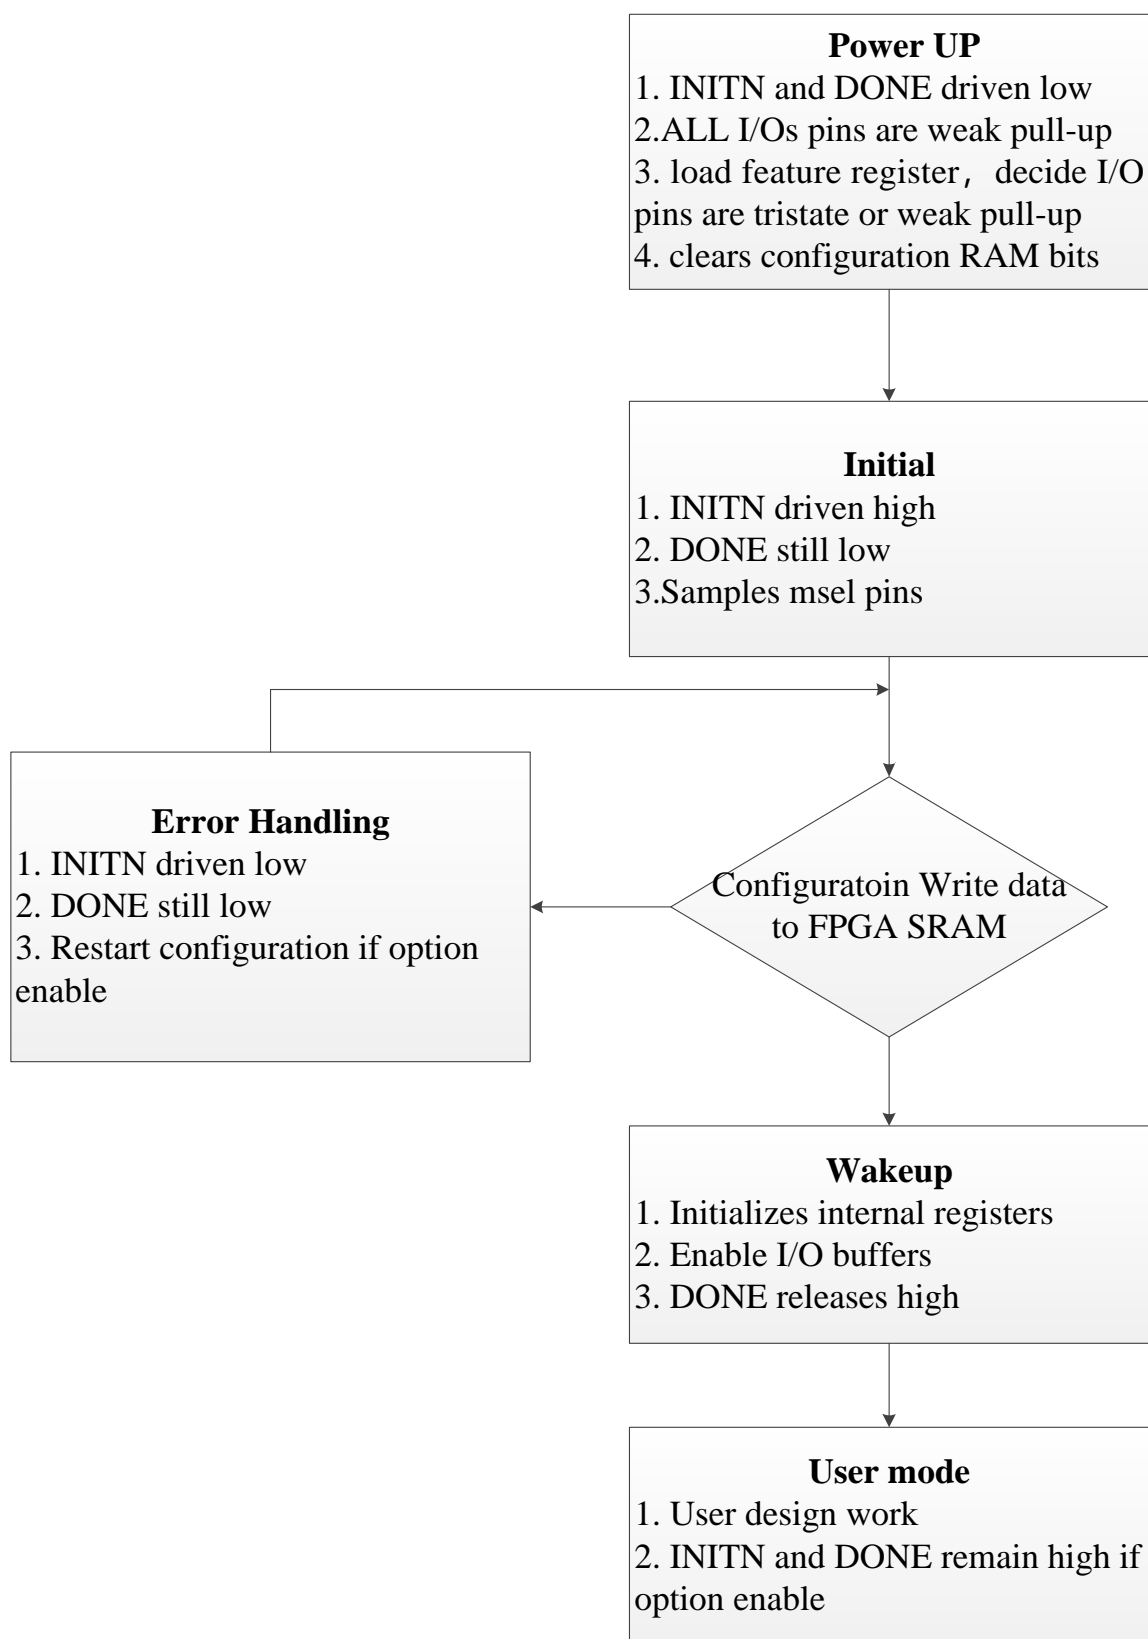 Power UP
1. INITN and DONE driven low
2.ALL I/Os pins are weak pull-up
3. load feature register，decide I/O
pins are tristate or weak pull-up
4. clears configuration RAM bits
Initial
1. INITN driven high
2. DONE still low
3.Samples msel pins
Error Handling
1. INITN driven low
2. DONE still low
3. Restart configuration if option
enable
Configuratoin Write data
to FPGA SRAM
Wakeup
1. Initializes internal registers
2. Enable I/O buffers
3. DONE releases high
User mode
1. User design work
2. INITN and DONE remain high if
option enable